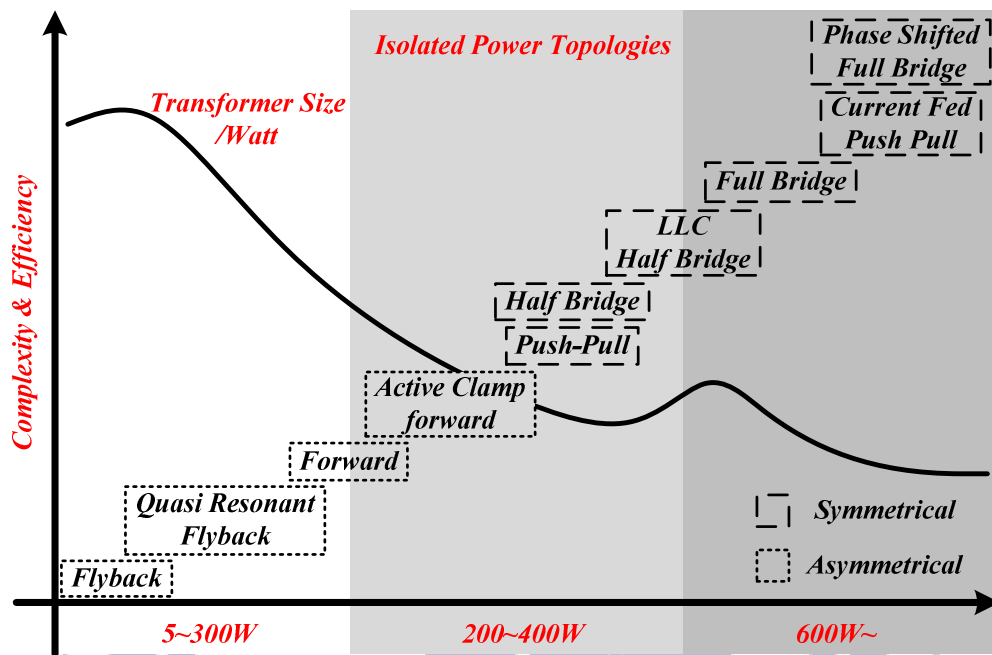 Isolated Power Topologies
Phase Shifted
Full Bridge
Transformer Size
/Watt
Current Fed
Push Pull
Full Bridge
LLC
Half Bridge
Half Bridge
Push-Pull
Complexity & Efficiency
Active Clamp
forward
Forward
Quasi Resonant
Flyback
Flyback
Symmetrical
Asymmetrical
5~300W
200~400W
600W~